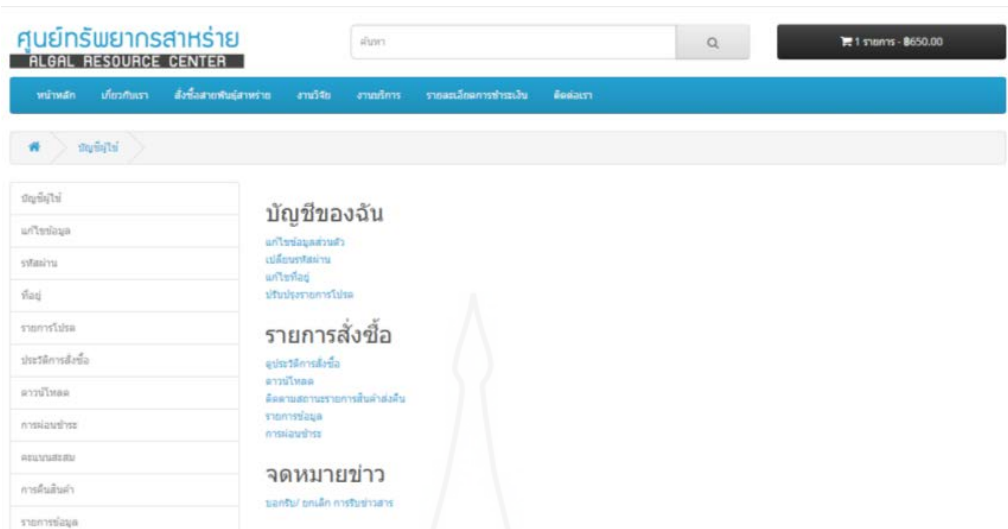 ศูนย์ทรัพยากรสาหร่าย
ALGAL RESOURCE CENTER
ค้นหา
1 รายการ - ฿650.00
หน้าหลัก เกี่ยวกับเรา สั่งซื้อสายพันธุ์สาหร่าย งานวิจัย งานบริการ รายละเอียดการชำระเงิน ติดต่อเรา
บัญชีผู้ใช้
บัญชีผู้ใช้
แก้ไขข้อมูล
รหัสผ่าน
ที่อยู่
รายการโปรด
ประวัติการสั่งซื้อ
ดาวน์โหลด
การผ่อนชำระ
คะแนนสะสม
การคืนสินค้า
รายการข้อมูล
บัญชีของฉัน
แก้ไขข้อมูลส่วนตัว
เปลี่ยนรหัสผ่าน
แก้ไขที่อยู่
ปรับปรุงรายการโปรด
รายการสั่งซื้อ
ดูประวัติการสั่งซื้อ
ดาวน์โหลด
ติดตามสถานะรายการสินค้าส่งคืน
รายการข้อมูล
การผ่อนชำระ
จดหมายข่าว
บอกรับ/ ยกเลิก การรับข่าวสาร